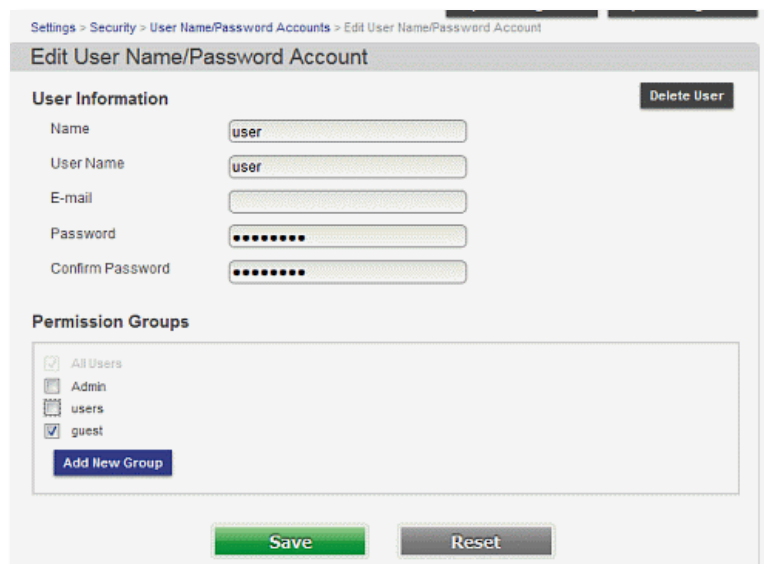 Settings > Security > User Name/Password Accounts > Edit User Name/Password Account
Edit User Name/Password Account
User Information
Delete User
Name
user
User Name
user
E-mail
Password
••••••••
Confirm Password
••••••••
Permission Groups
All Users
Admin
users
guest
Add New Group
Save
Reset